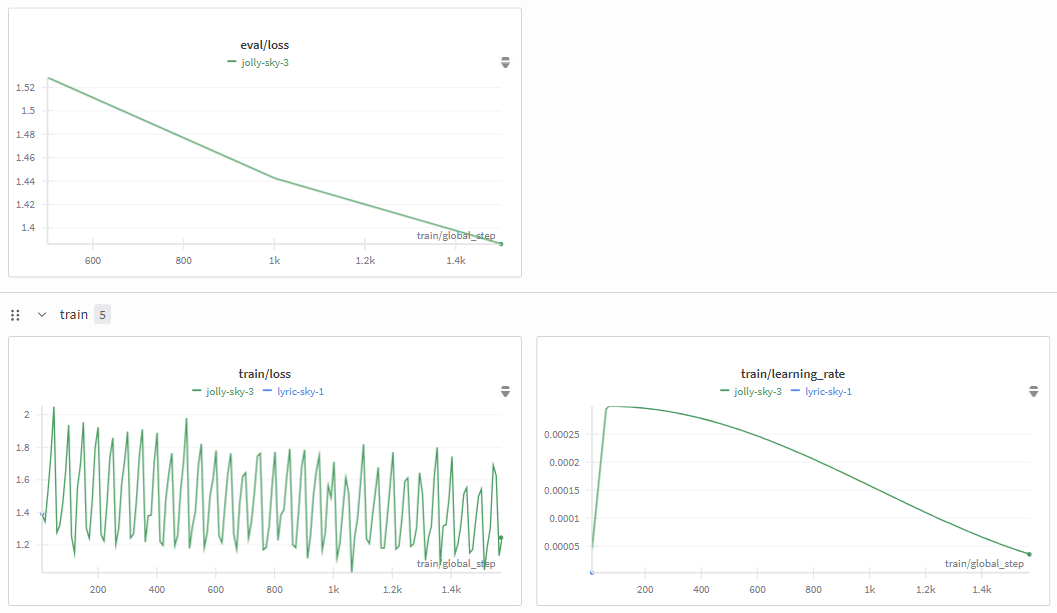 eval/loss
jolly-sky-3
1.52
1.5
1.48
1.46
1.44
1.42
1.4
train/global_step
600 800 1k 1.2k 1.4k
train 5
train/loss
jolly-sky-3 lyric-sky-1
2
1.8
1.6
1.4
1.2
train/global_step
200 400 600 800 1k 1.2k 1.4k
train/learning_rate
jolly-sky-3 lyric-sky-1
0.00025
0.0002
0.00015
0.0001
0.00005
train/global_step
200 400 600 800 1k 1.2k 1.4k